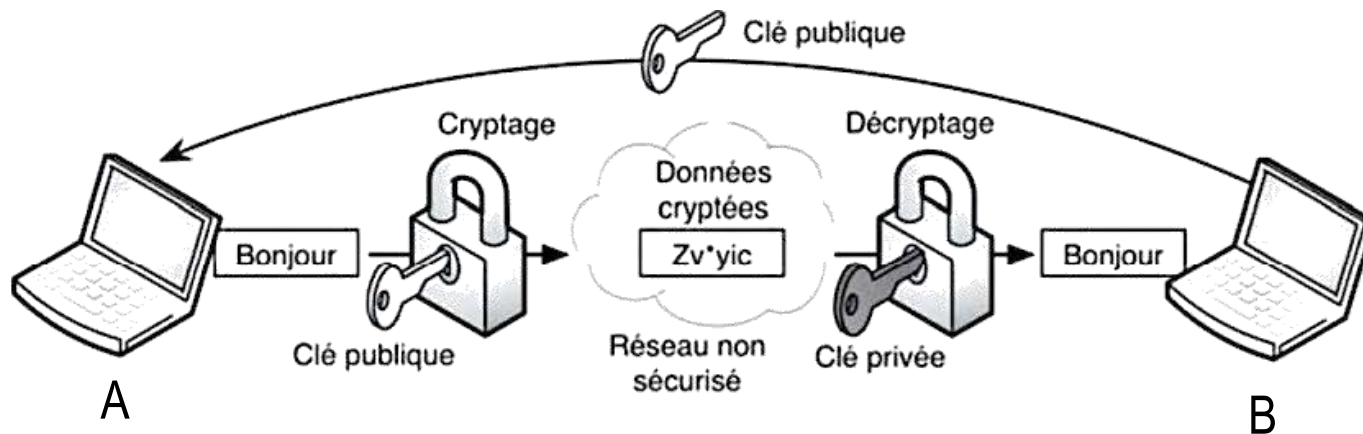 Clé publique
Cryptage
Décryptage
Données
cryptées
Bonjour
Zv*yic
Bonjour
Clé publique
Réseau non
sécurisé
Clé privée
A
B